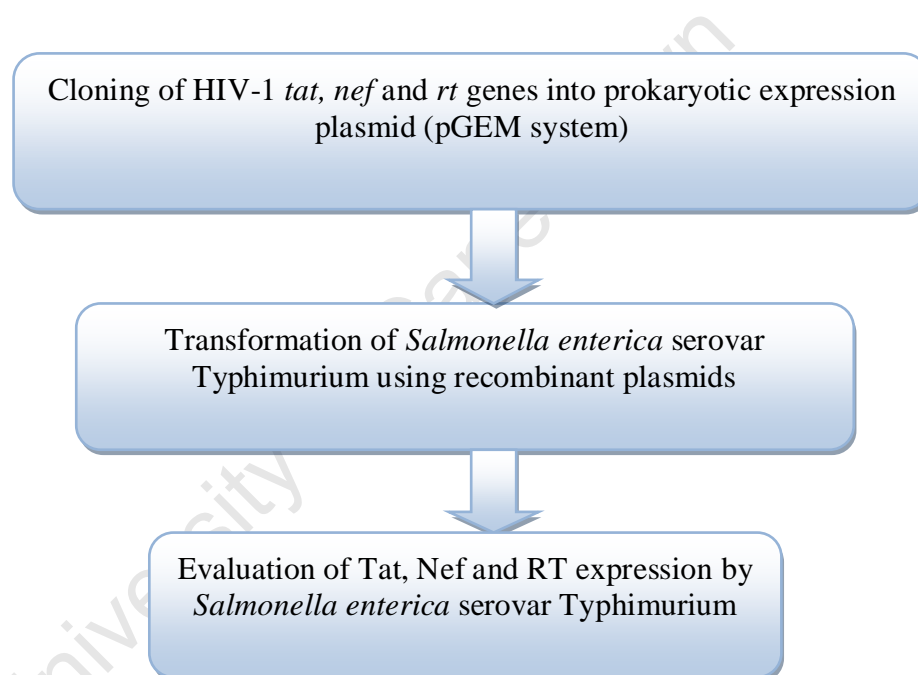 Cloning of HIV-1 tat, nef and rt genes into prokaryotic expression
plasmid (pGEM system)
Transformation of Salmonella enterica serovar
Typhimurium using recombinant plasmids
Evaluation of Tat, Nef and RT expression by
Salmonella enterica serovar Typhimurium